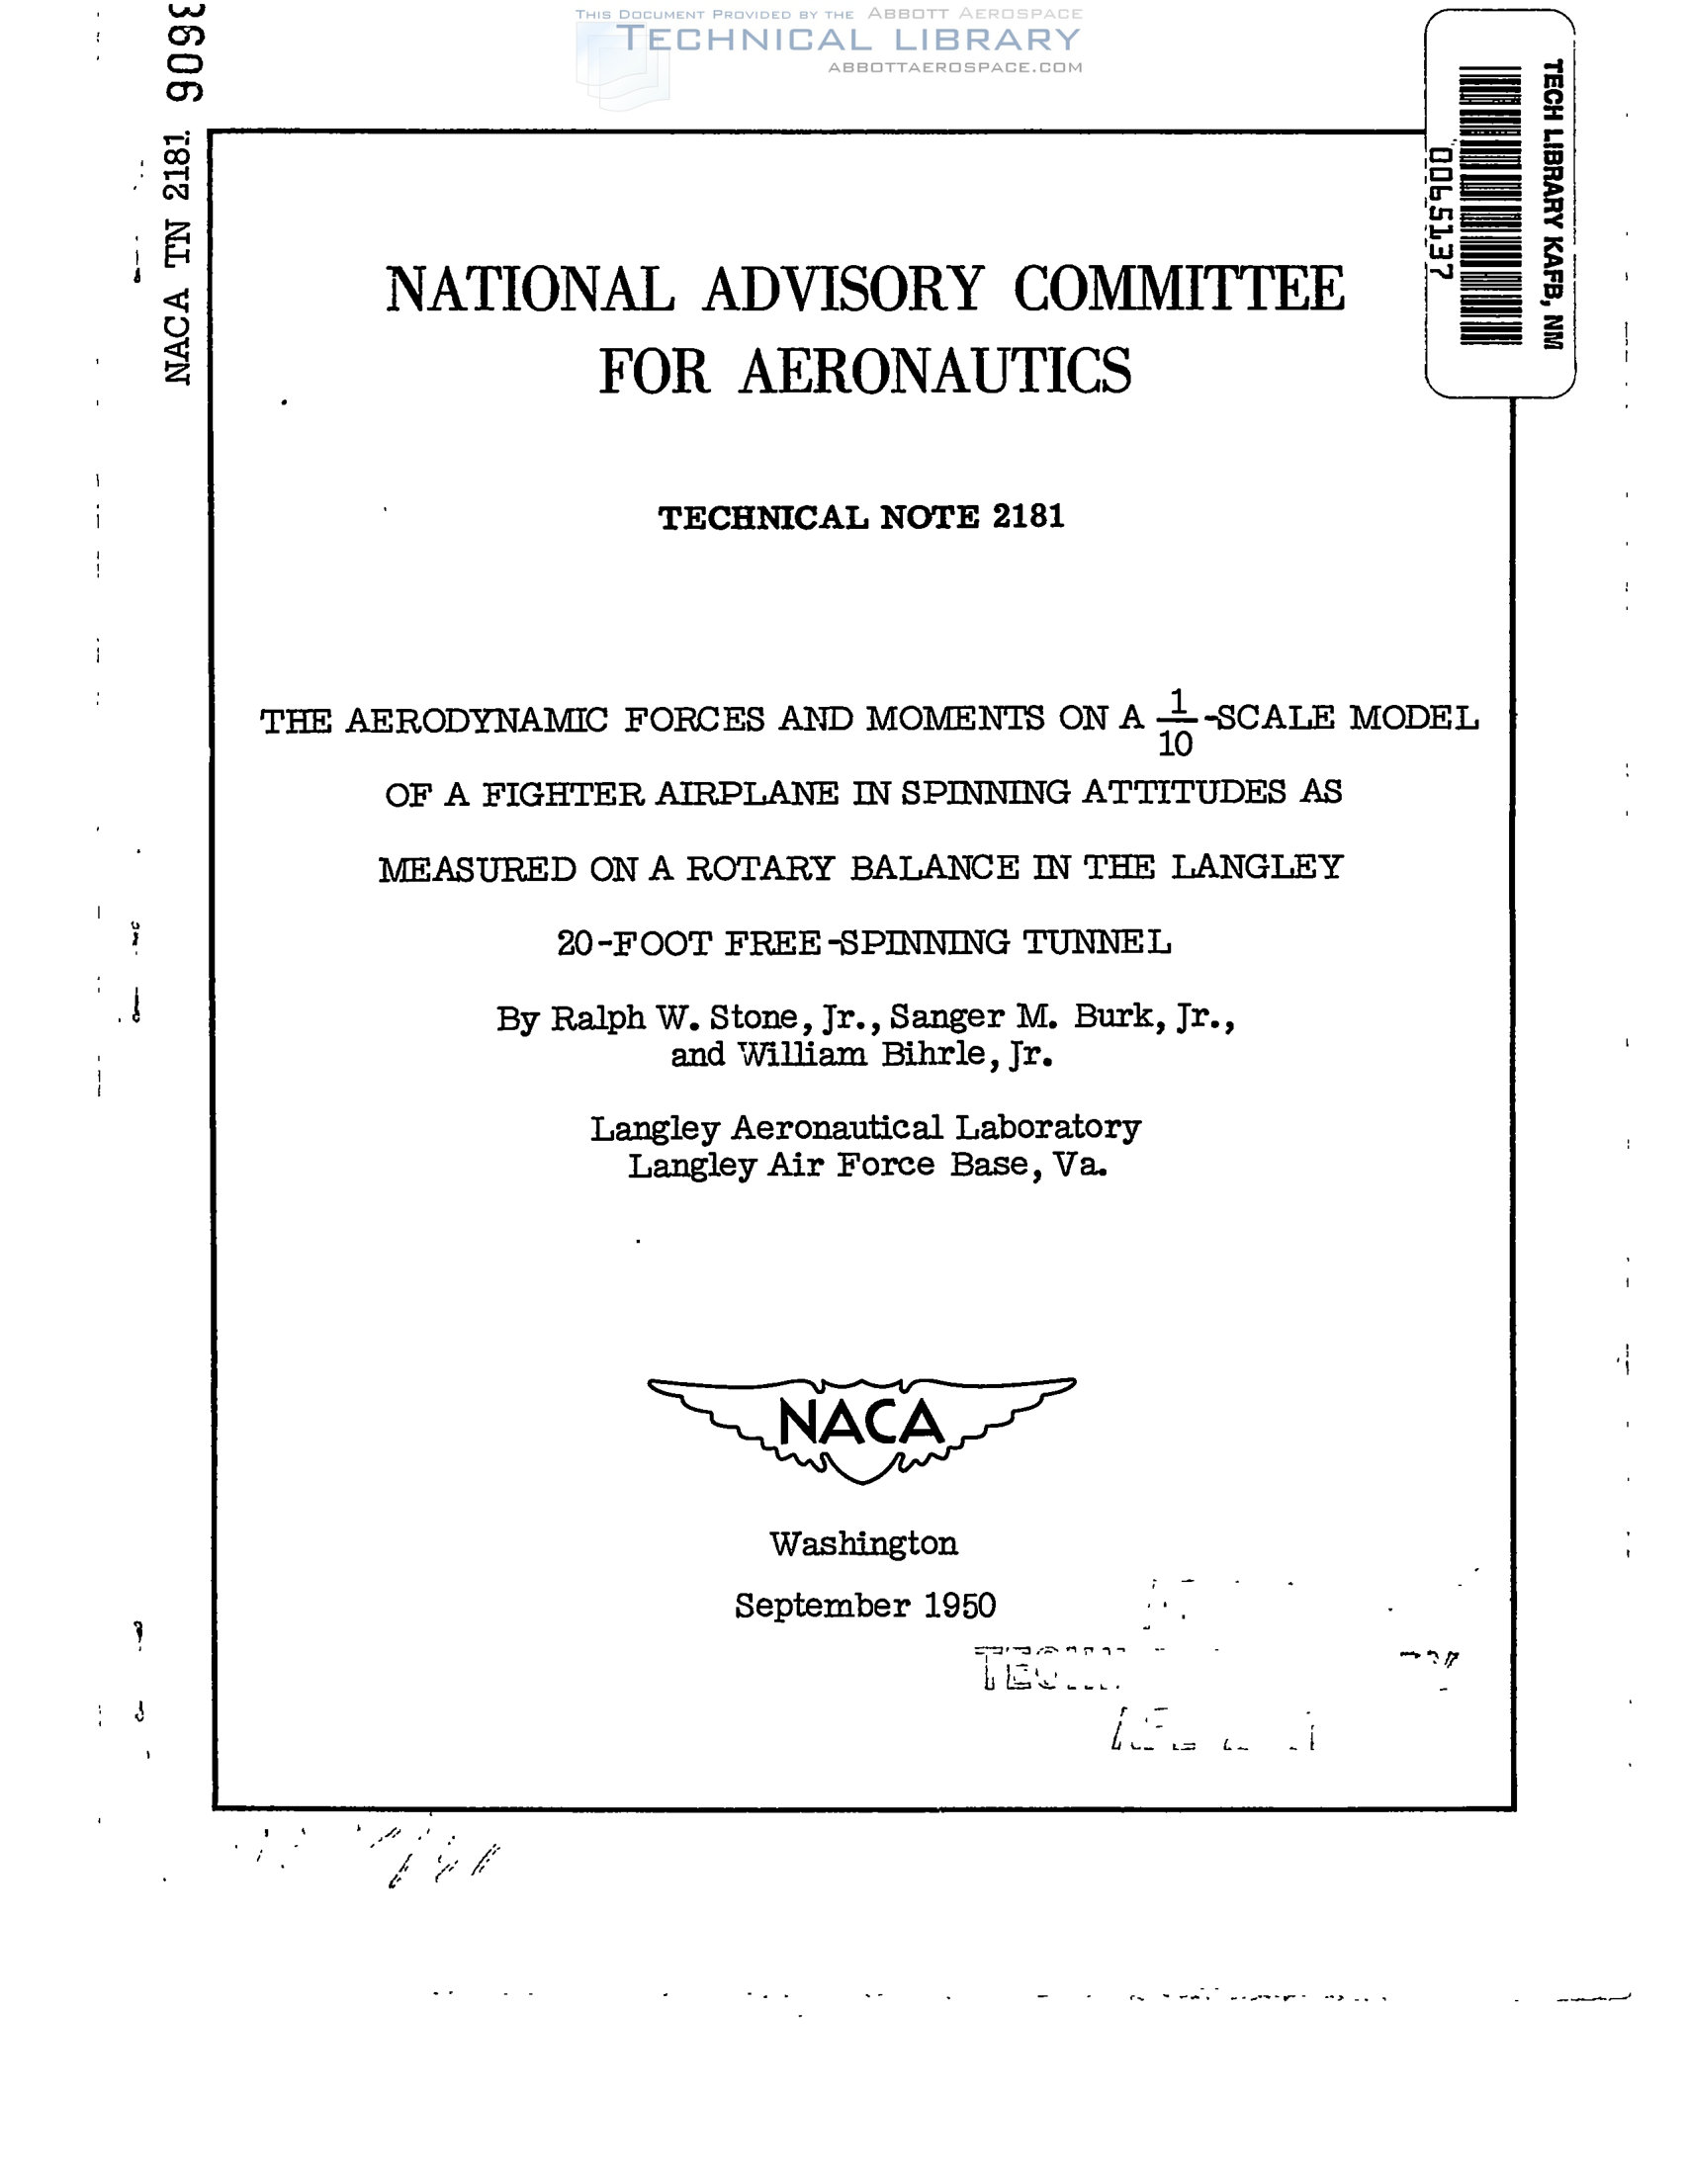 THIS DOCUMENT PROVIDED BY THE ABBOTT AEROSPACE
TECHNICAL LIBRARY
ABBOTTAEROSPACE.COM
TECH LIBRARY KAFB, NM
0065137
NACA TN 2181
NATIONAL ADVISORY COMMITTEE
FOR AERONAUTICS
TECHNICAL NOTE 2181
THE AERODYNAMIC FORCES AND MOMENTS ON A 1/10-SCALE MODEL
OF A FIGHTER AIRPLANE IN SPINNING ATTITUDES AS
MEASURED ON A ROTARY BALANCE IN THE LANGLEY
20-FOOT FREE-SPINNING TUNNEL
By Ralph W. Stone, Jr., Sanger M. Burk, Jr.,
and William Bihrle, Jr.
Langley Aeronautical Laboratory
Langley Air Force Base, Va.
NACA
Washington
September 1950